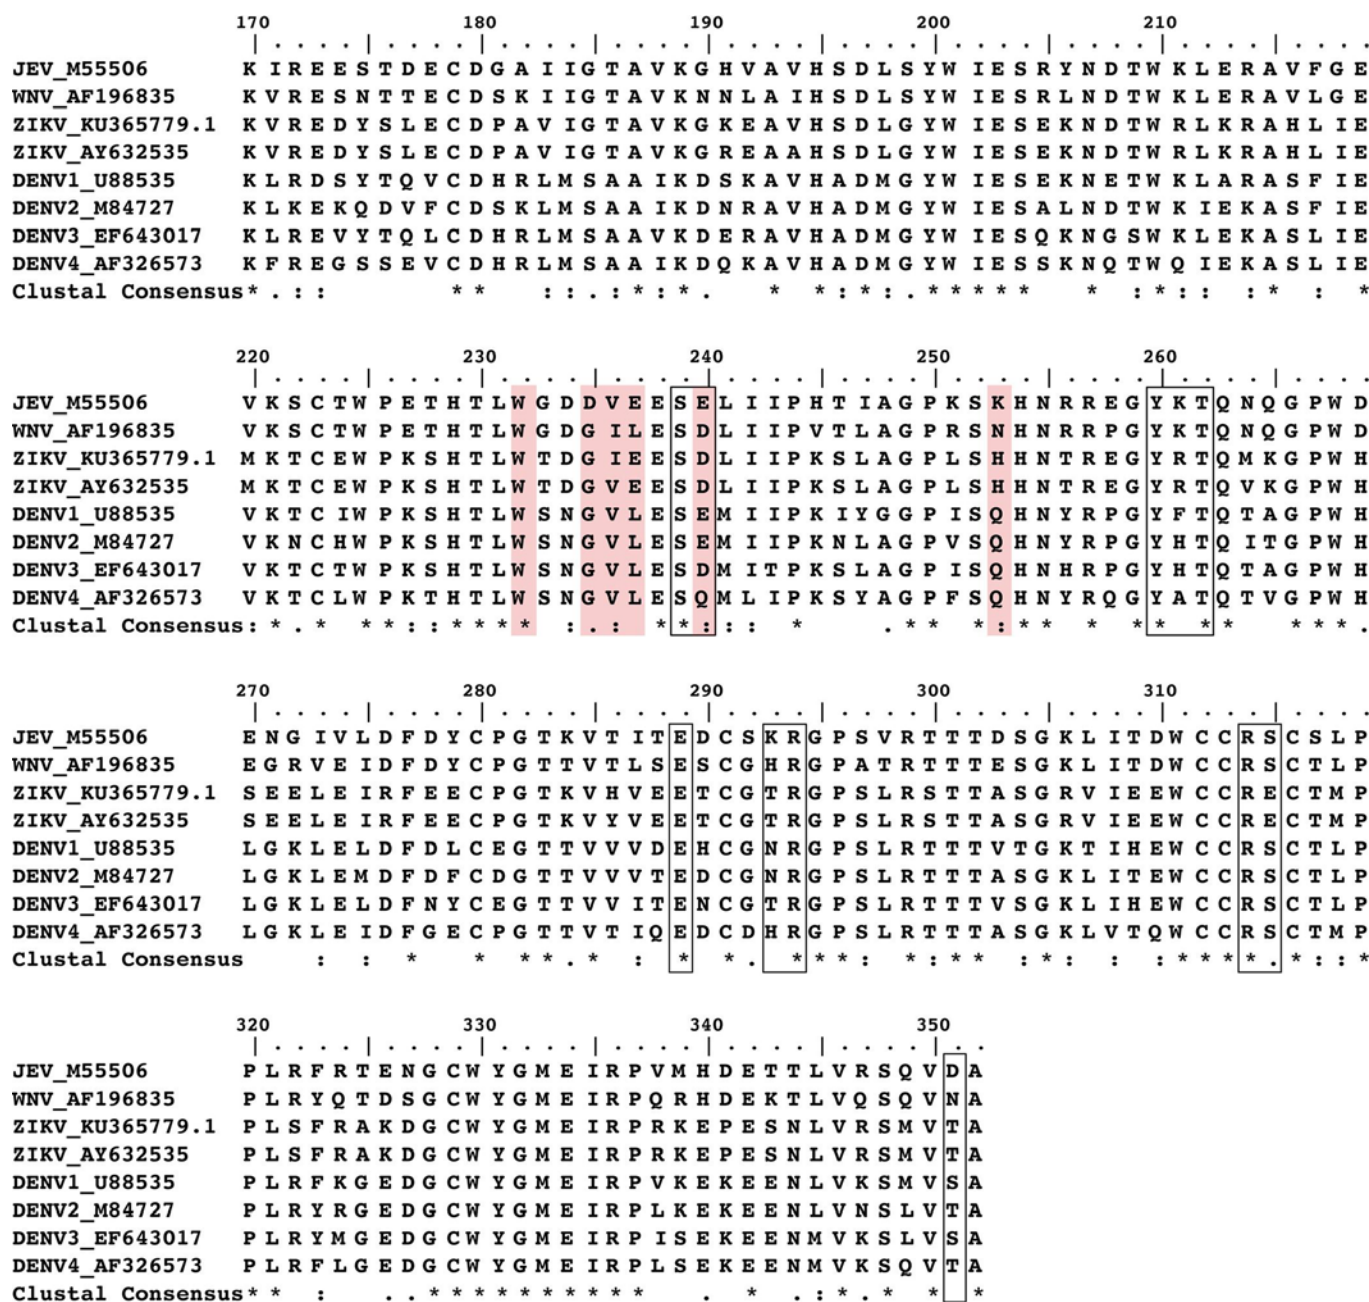 170 180 190 200 210
JEV_M55506 K I R E E S T D E C D G A I I G T A V K G H V A V H S D L S Y W I E S R Y N D T W K L E R A V F G E
WNV_AF196835 K V R E S N T T E C D S K I I G T A V K N N L A I H S D L S Y W I E S R L N D T W K L E R A V L G E
ZIKV_KU365779.1 K V R E D Y S L E C D P A V I G T A V K G K E A V H S D L G Y W I E S E K N D T W R L K R A H L I E
ZIKV_AY632535 K V R E D Y S L E C D P A V I G T A V K G R E A A H S D L G Y W I E S E K N D T W R L K R A H L I E
DENV1_U88535 K L R D S Y T Q V C D H R L M S A A I K D S K A V H A D M G Y W I E S E K N E T W K L A R A S F I E
DENV2_M84727 K L K E K Q D V F C D S K L M S A A I K D N R A V H A D M G Y W I E S A L N D T W K I E K A S F I E
DENV3_EF643017 K L R E V Y T Q L C D H R L M S A A V K D E R A V H A D M G Y W I E S Q K N G S W K L E K A S L I E
DENV4_AF326573 K F R E G S S E V C D H R L M S A A I K D Q K A V H A D M G Y W I E S S K N Q T W Q I E K A S L I E
Clustal Consensus * . : : * * : : . : * : * . * * : * : . * * * * * * : * : : : * : *
220 230 240 250 260
JEV_M55506 V K S C T W P E T H T L W G D D V E E S E L I I P H T I A G P K S K H N R R E G Y K T Q N Q G P W D
WNV_AF196835 V K S C T W P E T H T L W G D G I L E S D L I I P V T L A G P R S N H N R R P G Y K T Q N Q G P W D
ZIKV_KU365779.1 M K T C E W P K S H T L W T D G I E E S D L I I P K S L A G P L S H H N T R E G Y R T Q M K G P W H
ZIKV_AY632535 M K T C E W P K S H T L W T D G V E E S D L I I P K S L A G P L S H H N T R E G Y R T Q V K G P W H
DENV1_U88535 V K T C I W P K S H T L W S N G V L E S E M I I P K I Y G G P I S Q H N Y R P G Y F T Q T A G P W H
DENV2_M84727 V K N C H W P K S H T L W S N G V L E S E M I I P K N L A G P V S Q H N Y R P G Y H T Q I T G P W H
DENV3_EF643017 V K T C T W P K S H T L W S N G V L E S D M I T P K S L A G P I S Q H N H R P G Y H T Q T A G P W H
DENV4_AF326573 V K T C L W P K T H T L W S N G V L E S Q M L I P K S Y A G P F S Q H N Y R Q G Y A T Q T V G P W H
Clustal Consensus : * . * * * : : * * * * : . : * * : : : * . * * * : * * * * * * * * * * .
270 280 290 300 310
JEV_M55506 E N G I V L D F D Y C P G T K V T I T E D C S K R G P S V R T T T D S G K L I T D W C C R S C S L P
WNV_AF196835 E G R V E I D F D Y C P G T T V T L S E S C G H R G P A T R T T T E S G K L I T D W C C R S C T L P
ZIKV_KU365779.1 S E E L E I R F E E C P G T K V H V E E T C G T R G P S L R S T T A S G R V I E E W C C R E C T M P
ZIKV_AY632535 S E E L E I R F E E C P G T K V Y V E E T C G T R G P S L R S T T A S G R V I E E W C C R E C T M P
DENV1_U88535 L G K L E L D F D L C E G T T V V V D E H C G N R G P S L R T T T V T G K T I H E W C C R S C T L P
DENV2_M84727 L G K L E M D F D F C D G T T V V V T E D C G N R G P S L R T T T A S G K L I T E W C C R S C T L P
DENV3_EF643017 L G K L E L D F N Y C E G T T V V I T E N C G T R G P S L R T T T V S G K L I H E W C C R S C T L P
DENV4_AF326573 L G K L E I D F G E C P G T T V T I Q E D C D H R G P S L R T T T A S G K L V T Q W C C R S C T M P
Clustal Consensus : : * * * * . * : * * . * * * : * : * * : * : : : * * * * . * : : *
320 330 340 350
JEV_M55506 P L R F R T E N G C W Y G M E I R P V M H D E T T L V R S Q V D A
WNV_AF196835 P L R Y Q T D S G C W Y G M E I R P Q R H D E K T L V Q S Q V N A
ZIKV_KU365779.1 P L S F R A K D G C W Y G M E I R P R K E P E S N L V R S M V T A
ZIKV_AY632535 P L S F R A K D G C W Y G M E I R P R K E P E S N L V R S M V T A
DENV1_U88535 P L R F K G E D G C W Y G M E I R P V K E K E E N L V K S M V S A
DENV2_M84727 P L R Y R G E D G C W Y G M E I R P L K E K E E N L V N S L V T A
DENV3_EF643017 P L R Y M G E D G C W Y G M E I R P I S E K E E N M V K S L V S A
DENV4_AF326573 P L R F L G E D G C W Y G M E I R P L S E K E E N M V K S Q V T A
Clustal Consensus * * : . . * * * * * * * * * * . * . : * . * * *